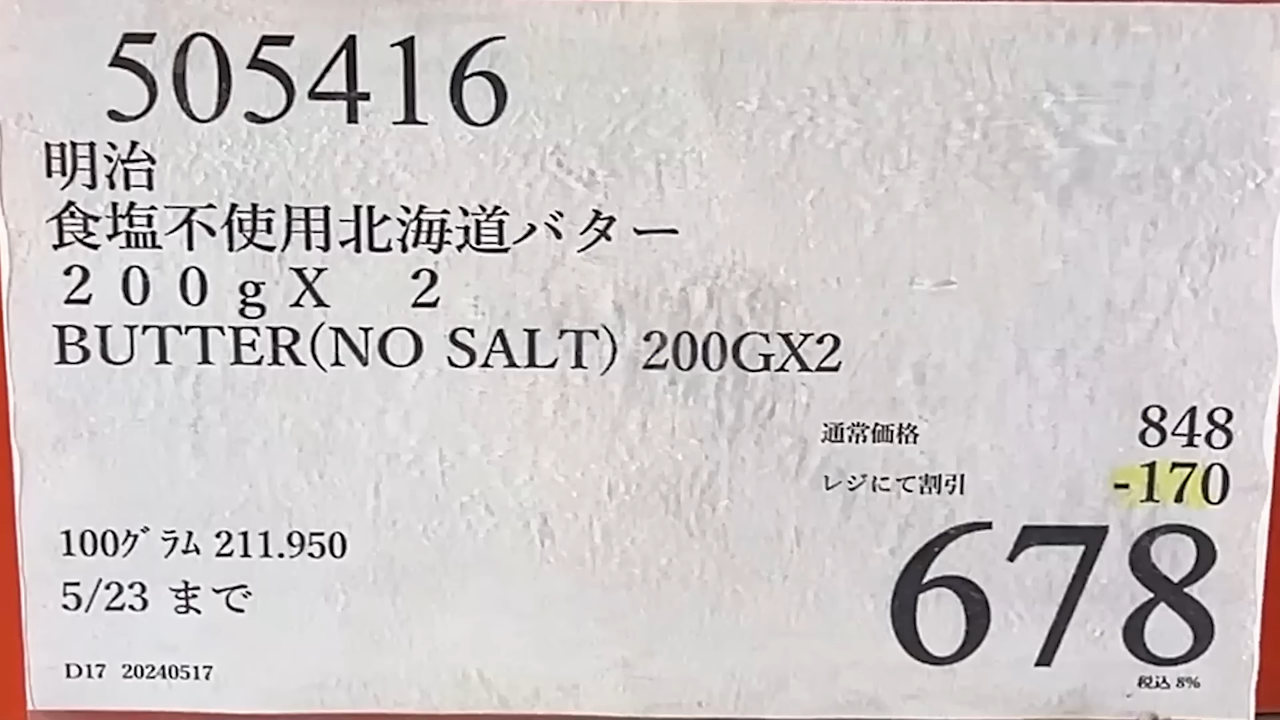 505416
明治
食塩不使用北海道バター
２００ｇＸ　２
BUTTER(NO SALT) 200GX2
通常価格 848
レジにて割引 -170
678
税込 8%
100ｸﾞﾗﾑ 211.950
5/23 まで
D17 20240517